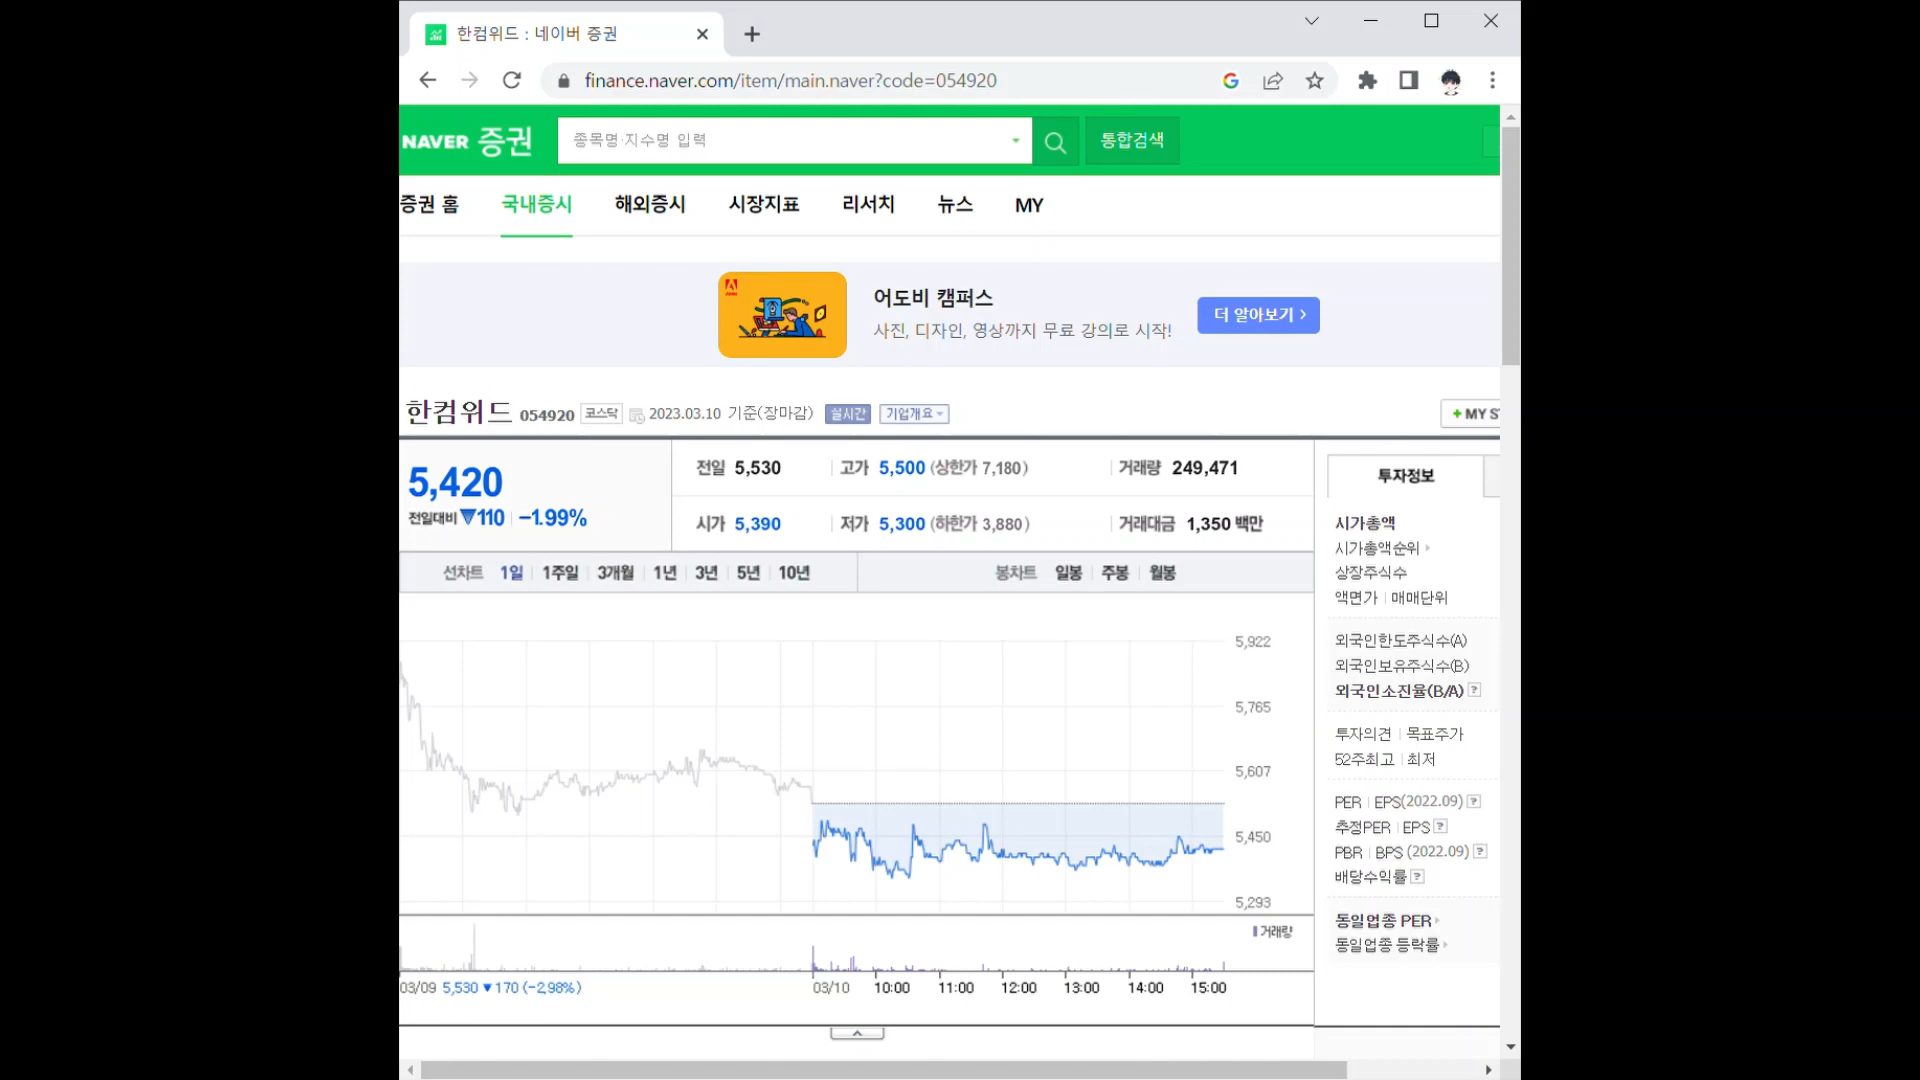 한컴위드 : 네이버 증권
finance.naver.com/item/main.naver?code=054920
NAVER 증권
종목명·지수명 입력
통합검색
증권 홈 국내증시 해외증시 시장지표 리서치 뉴스 MY
어도비 캠퍼스
사진, 디자인, 영상까지 무료 강의로 시작!
더 알아보기 >
한컴위드 054920 코스닥 2023.03.10 기준(장마감) 실시간 기업개요
+ MY S
5,420
전일대비 ▼110 | -1.99%
전일 5,530 | 고가 5,500 (상한가 7,180) | 거래량 249,471
시가 5,390 | 저가 5,300 (하한가 3,880) | 거래대금 1,350 백만
선차트 1일 1주일 3개월 1년 3년 5년 10년
봉차트 일봉 주봉 월봉
5,922
5,765
5,607
5,450
5,293
거래량
03/09 5,530 ▼170 (-2,98%)
03/10 10:00 11:00 12:00 13:00 14:00 15:00
투자정보
시가총액
시가총액순위
상장주식수
액면가 | 매매단위
외국인한도주식수(A)
외국인보유주식수(B)
외국인소진율(B/A) ?
투자의견 | 목표주가
52주최고 | 최저
PER | EPS(2022.09) ?
추정PER | EPS ?
PBR | BPS (2022.09) ?
배당수익률 ?
동일업종 PER
동일업종 등락률